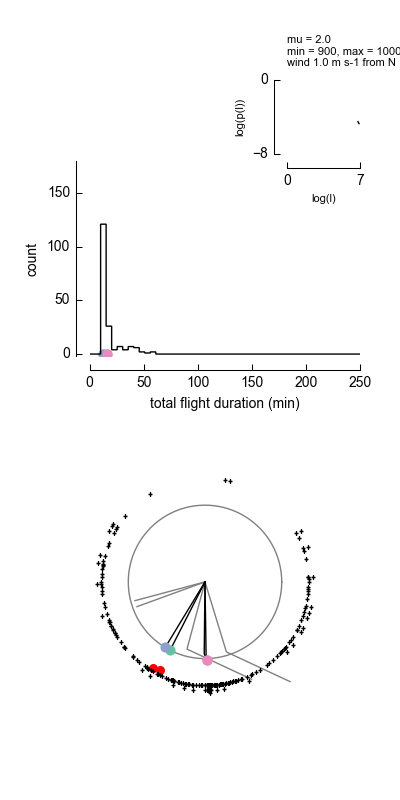 mu = 2.0
min = 900, max = 1000
wind 1.0 m s-1 from N
0
log(p(l))
−8
0
7
log(l)
150
100
50
0
count
0
50
100
150
200
250
total flight duration (min)